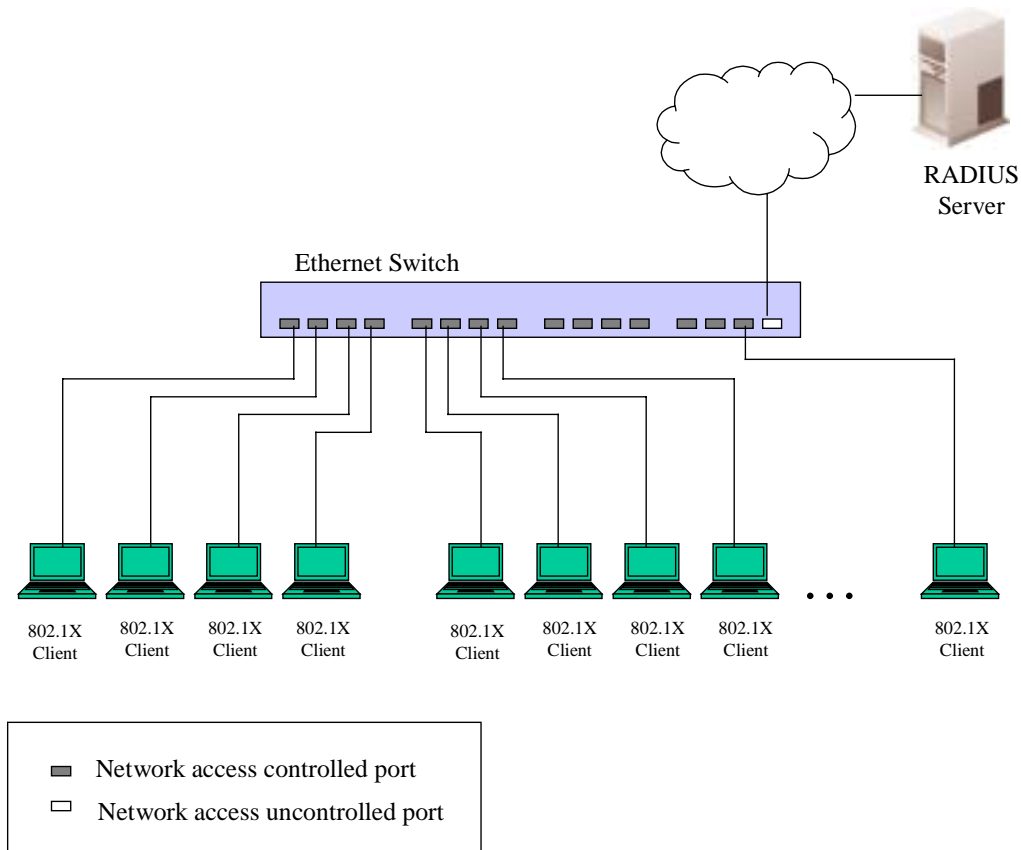 RADIUS
Server
Ethernet Switch
802.1X
Client
802.1X
Client
802.1X
Client
802.1X
Client
802.1X
Client
802.1X
Client
802.1X
Client
802.1X
Client
. . .
802.1X
Client
Network access controlled port
Network access uncontrolled port